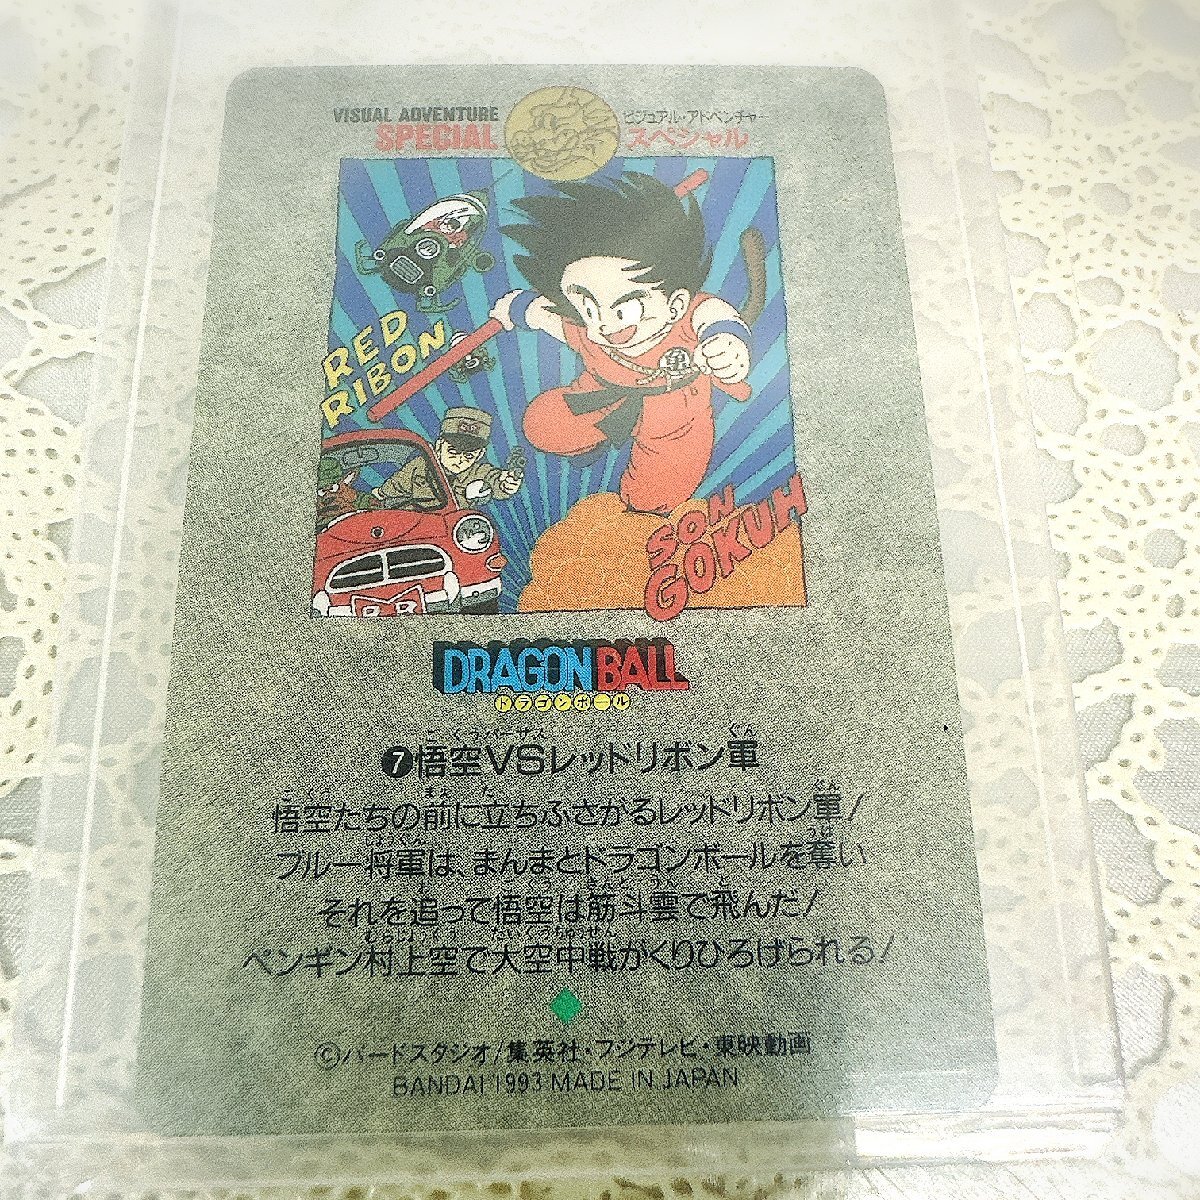 VISUAL ADVENTURE
SPECIAL
ビジュアル・アドベンチャー
スペシャル
RED
RIBON
SON
GOKUH
DRAGON BALL
ドラゴンボール
❼悟空VSレッドリボン軍
悟空たちの前に立ちふさがるレッドリボン軍!
ブルー将軍は、まんまとドラゴンボールを奪い
それを追って悟空は筋斗雲で飛んだ!
ペンギン村上空で大空中戦がくりひろげられる!
©バードスタジオ/集英社・フジテレビ・東映動画
BANDAI 1993 MADE IN JAPAN